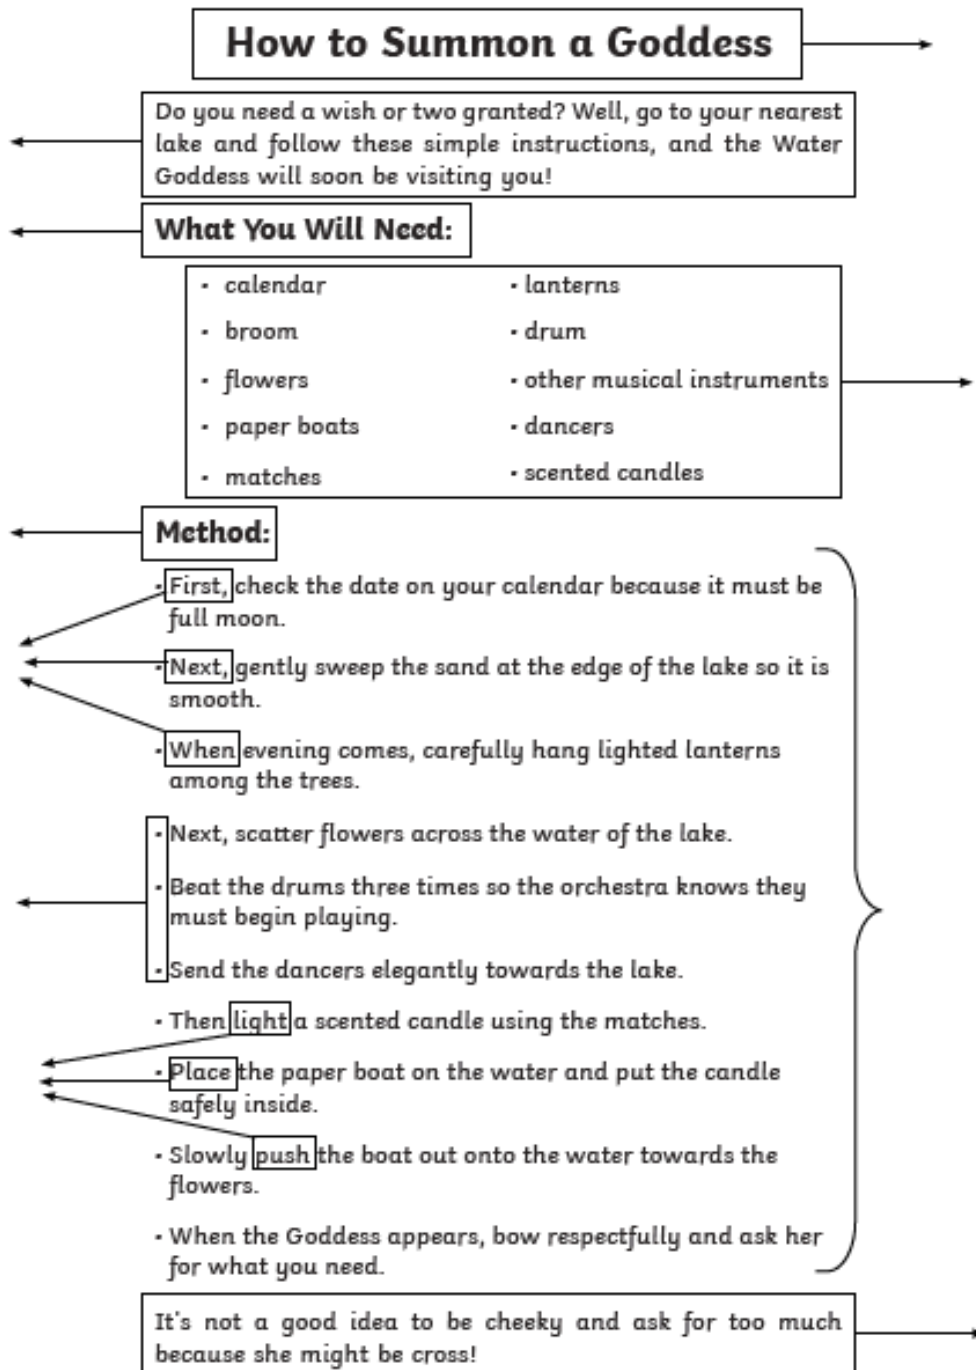 How to Summon a Goddess
Do you need a wish or two granted? Well, go to your nearest
lake and follow these simple instructions, and the Water
Goddess will soon be visiting you!
What You Will Need:
• calendar
• broom
• flowers
• paper boats
• matches
• lanterns
• drum
• other musical instruments
• dancers
• scented candles
Method:
• First, check the date on your calendar because it must be
full moon.
• Next, gently sweep the sand at the edge of the lake so it is
smooth.
• When evening comes, carefully hang lighted lanterns
among the trees.
• Next, scatter flowers across the water of the lake.
• Beat the drums three times so the orchestra knows they
must begin playing.
• Send the dancers elegantly towards the lake.
• Then light a scented candle using the matches.
• Place the paper boat on the water and put the candle
safely inside.
• Slowly push the boat out onto the water towards the
flowers.
• When the Goddess appears, bow respectfully and ask her
for what you need.
It's not a good idea to be cheeky and ask for too much
because she might be cross!